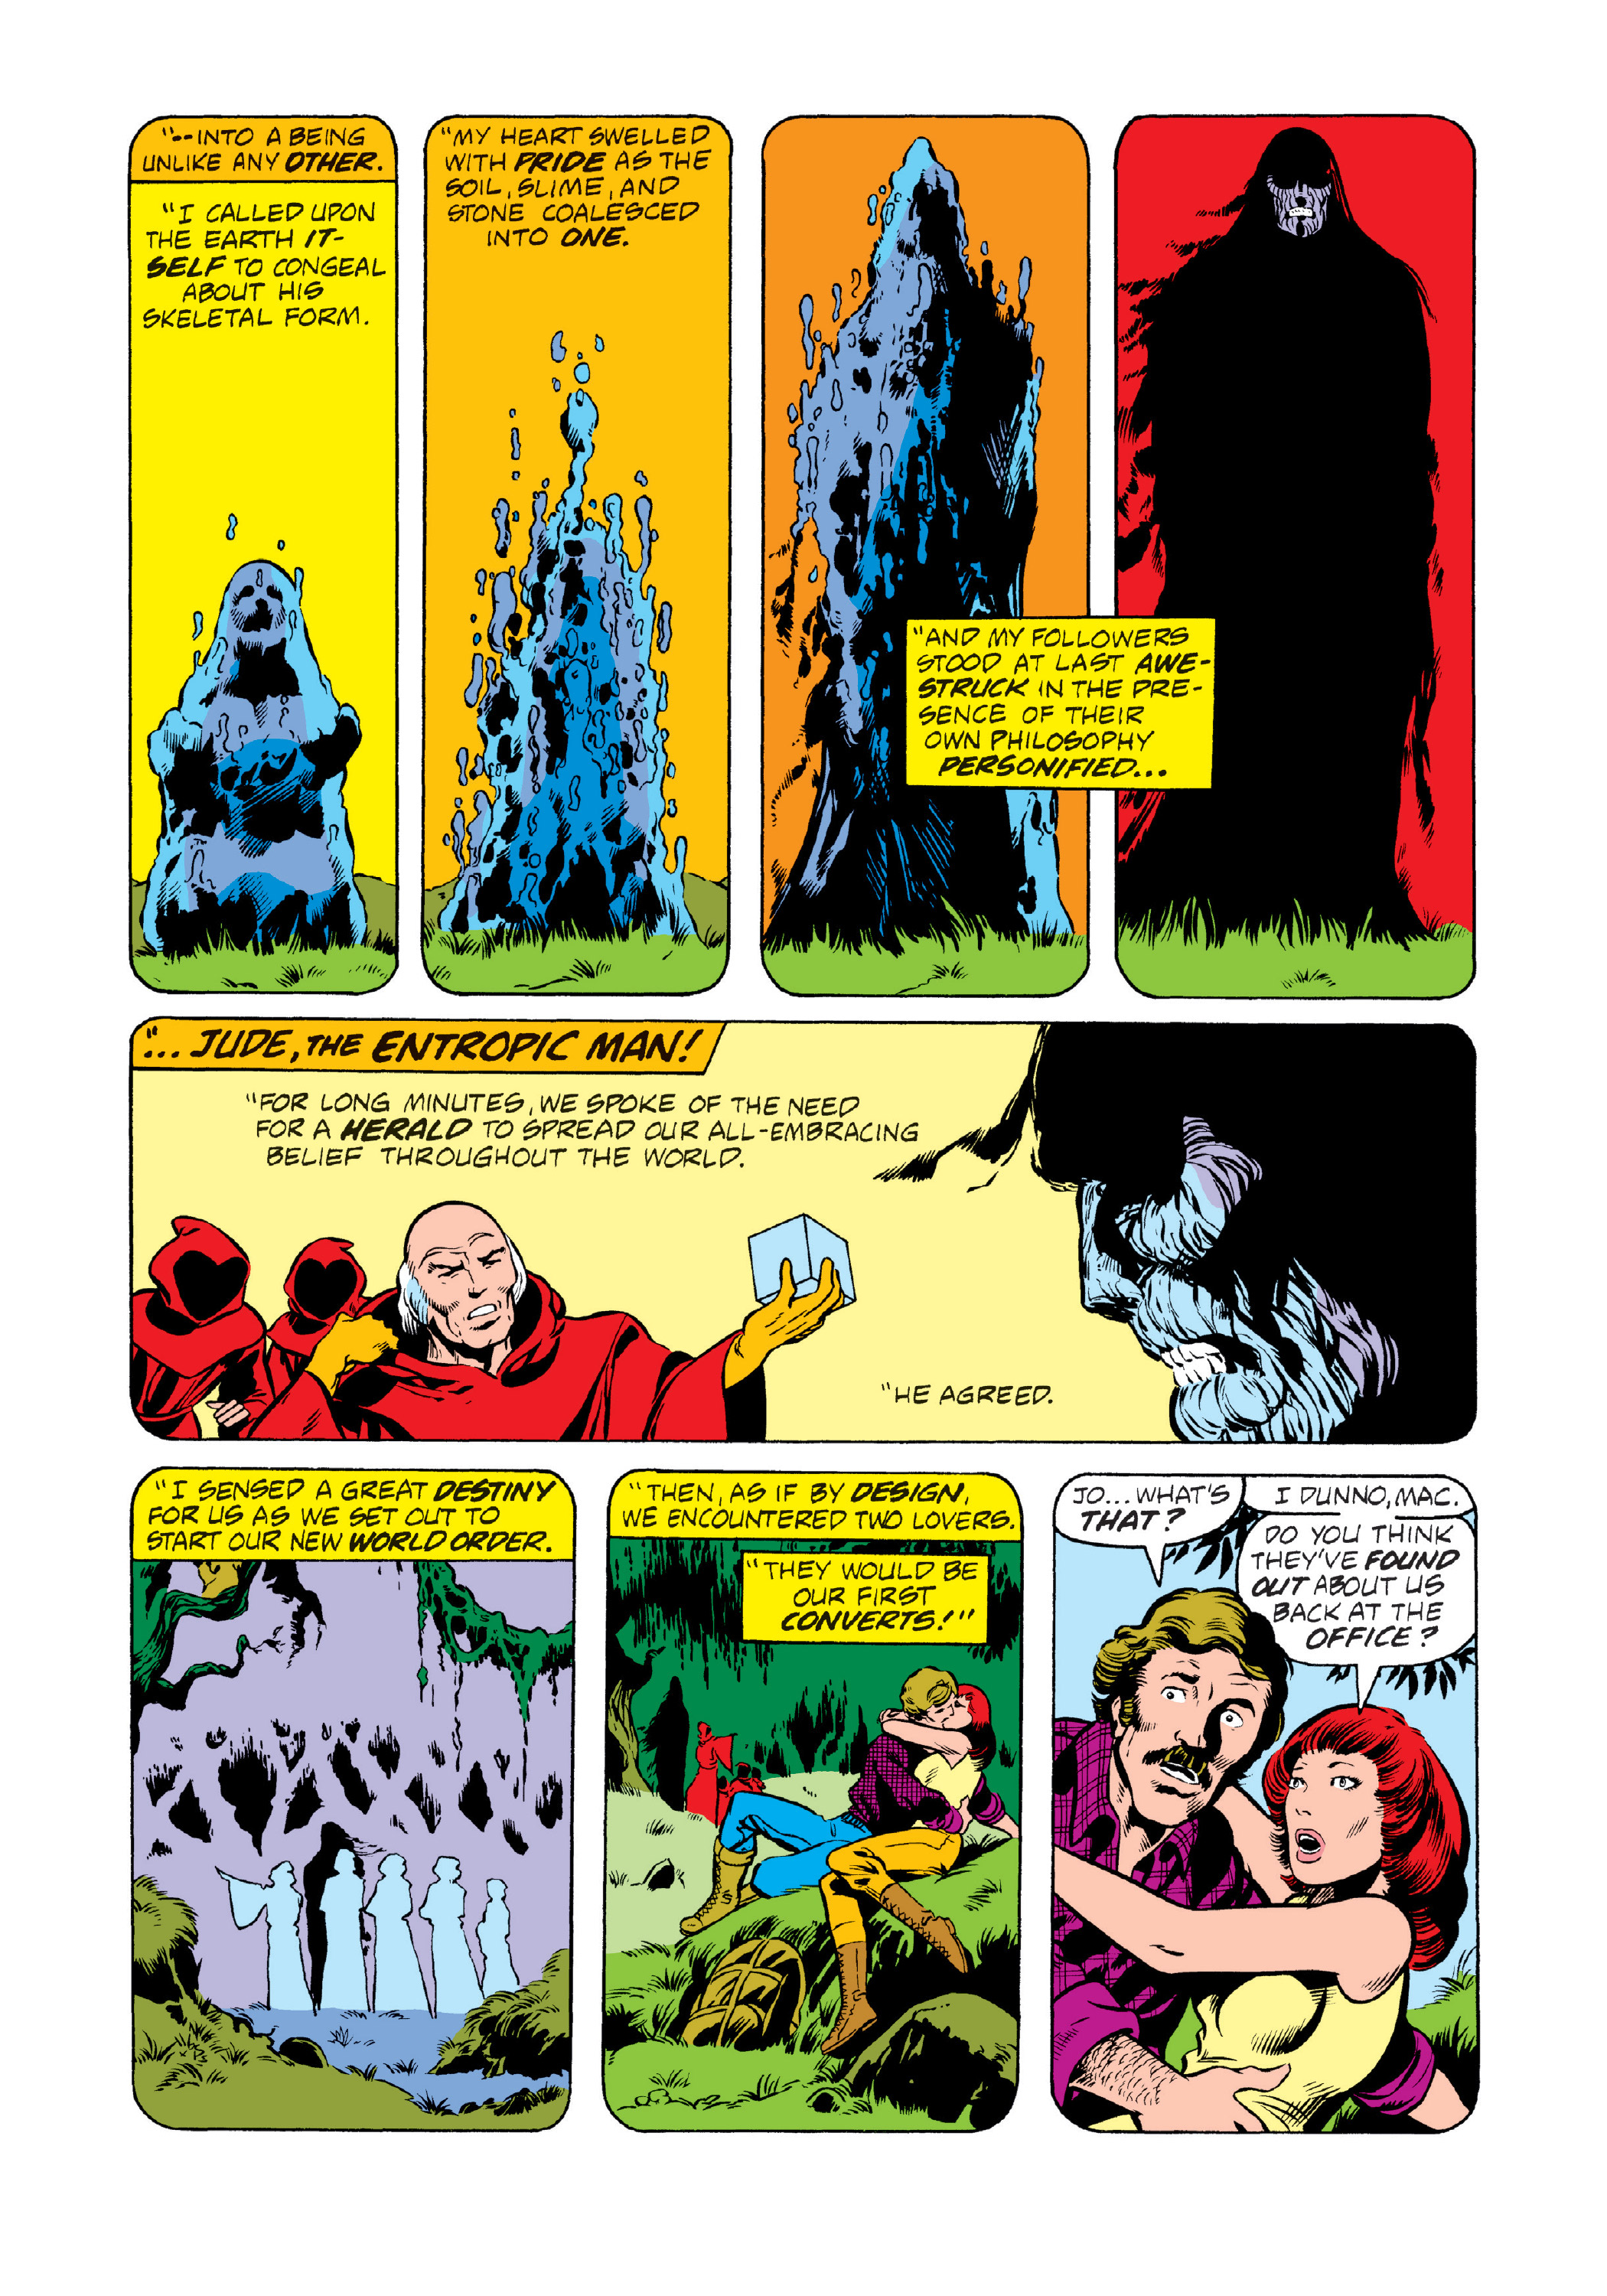 "--INTO A BEING
UNLIKE ANY OTHER.
"I CALLED UPON
THE EARTH IT-
SELF TO CONGEAL
ABOUT HIS
SKELETAL FORM.
"MY HEART SWELLED
WITH PRIDE AS THE
SOIL, SLIME, AND
STONE COALESCED
INTO ONE.
"AND MY FOLLOWERS
STOOD AT LAST AWE-
STRUCK IN THE PRE-
SENCE OF THEIR
OWN PHILOSOPHY
PERSONIFIED...
"... JUDE, THE ENTROPIC MAN!
"FOR LONG MINUTES, WE SPOKE OF THE NEED
FOR A HERALD TO SPREAD OUR ALL-EMBRACING
BELIEF THROUGHOUT THE WORLD.
"HE AGREED.
"I SENSED A GREAT DESTINY
FOR US AS WE SET OUT TO
START OUR NEW WORLD ORDER.
"THEN, AS IF BY DESIGN,
WE ENCOUNTERED TWO LOVERS.
"THEY WOULD BE
OUR FIRST
CONVERTS!"
JO... WHAT'S
THAT?
I DUNNO, MAC.
DO YOU THINK
THEY'VE FOUND
OUT ABOUT US
BACK AT THE
OFFICE?